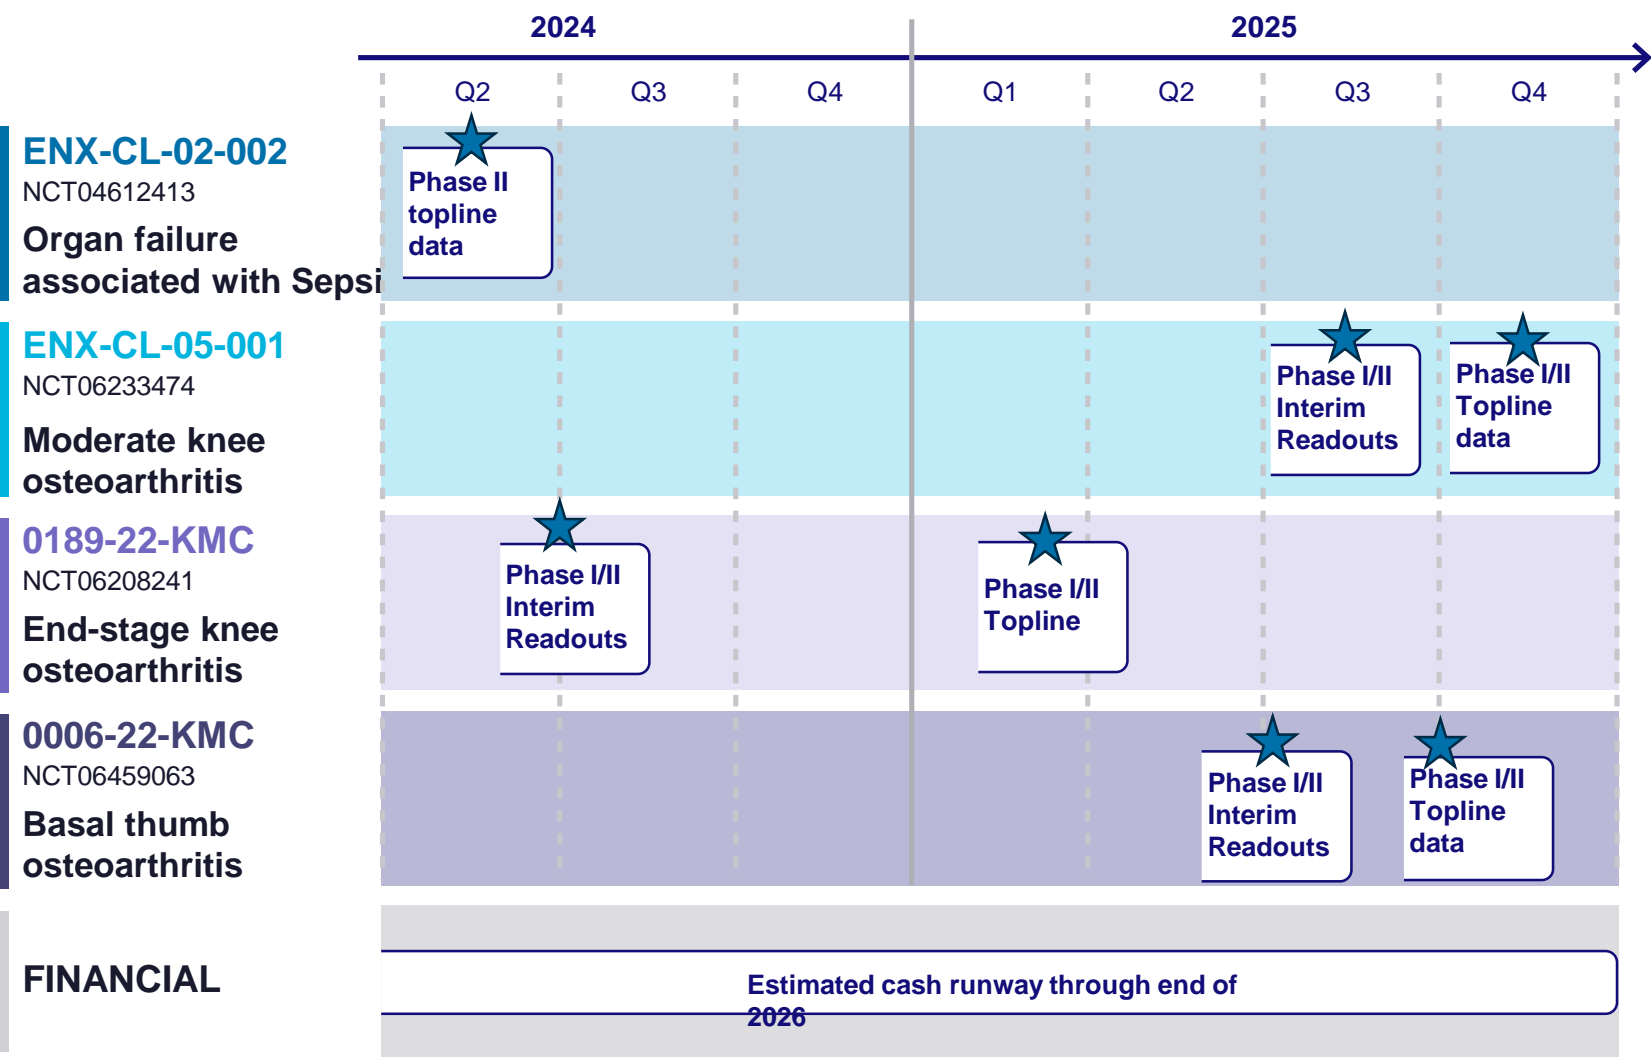 2024
2025
Q2
Q3
Q4
Q1
Q2
Q3
Q4
ENX-CL-02-002
NCT04612413
Organ failure
associated with Sepsi
Phase II
topline
data
ENX-CL-05-001
NCT06233474
Moderate knee
osteoarthritis
Phase I/II
Interim
Readouts
Phase I/II
Topline
data
0189-22-KMC
NCT06208241
End-stage knee
osteoarthritis
Phase I/II
Interim
Readouts
Phase I/II
Topline
0006-22-KMC
NCT06459063
Basal thumb
osteoarthritis
Phase I/II
Interim
Readouts
Phase I/II
Topline
data
FINANCIAL
Estimated cash runway through end of
2026